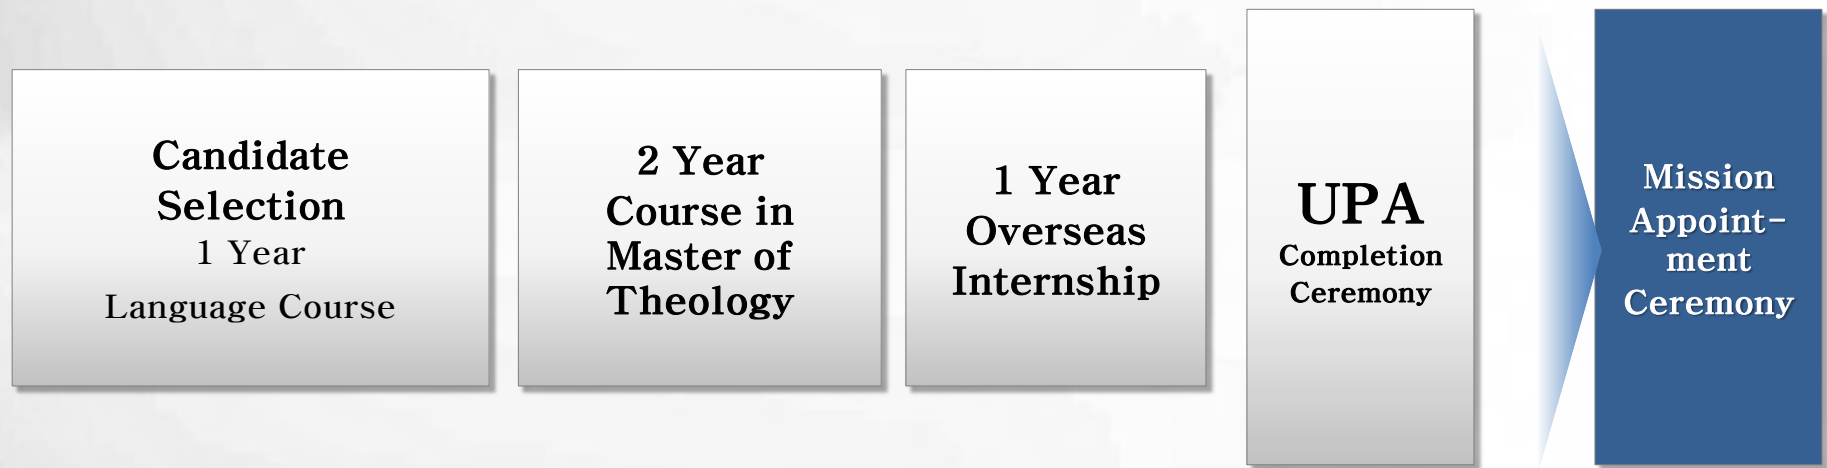 Candidate
Selection
1 Year
Language Course
2 Year
Course in
Master of
Theology
1 Year
Overseas
Internship
UPA
Completion
Ceremony
Mission
Appoint-
ment
Ceremony